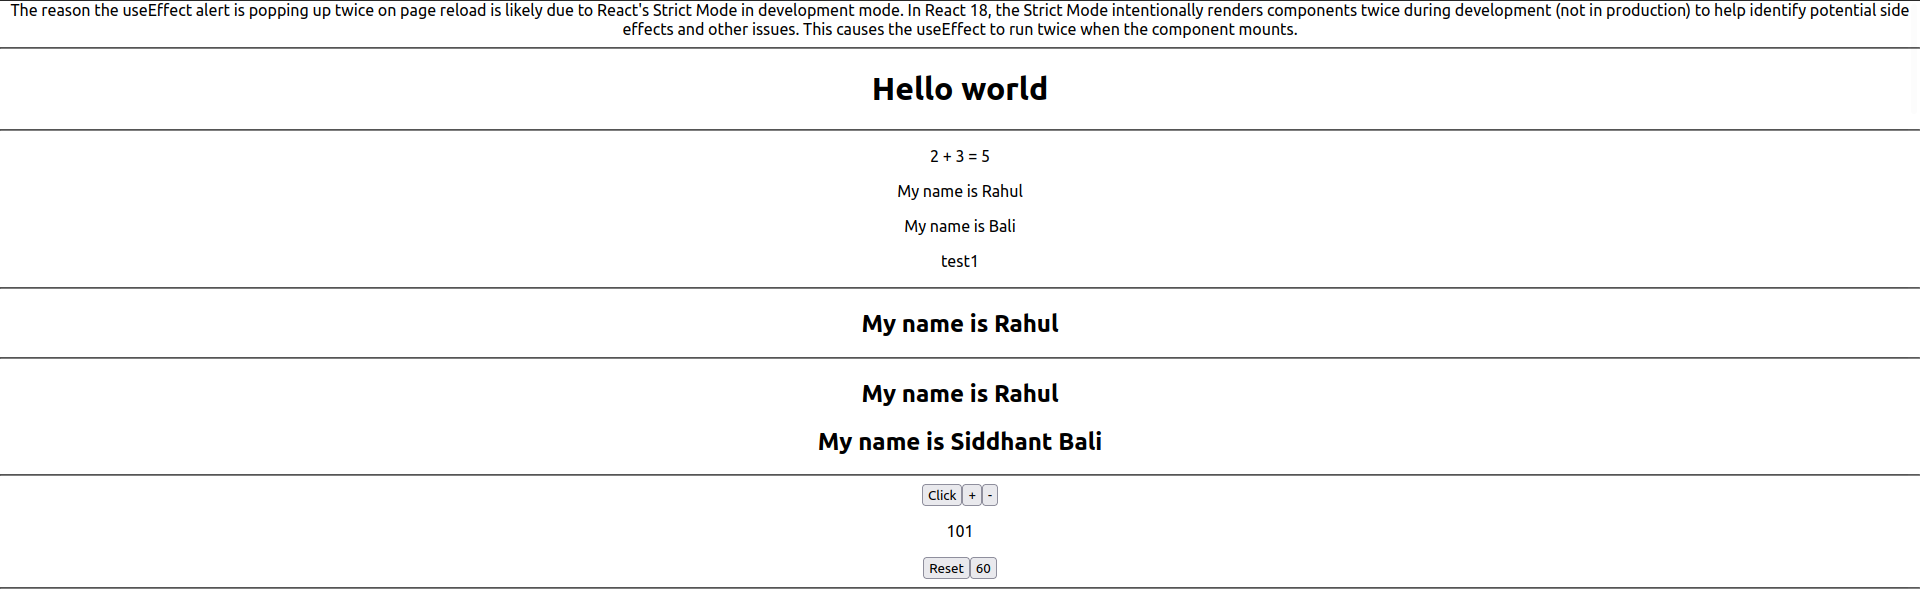 The reason the useEffect alert is popping up twice on page reload is likely due to React's Strict Mode in development mode. In React 18, the Strict Mode intentionally renders components twice during development (not in production) to help identify potential side
effects and other issues. This causes the useEffect to run twice when the component mounts.
Hello world
2 + 3 = 5
My name is Rahul
My name is Bali
test1
My name is Rahul
My name is Rahul
My name is Siddhant Bali
Click + -
101
Reset 60